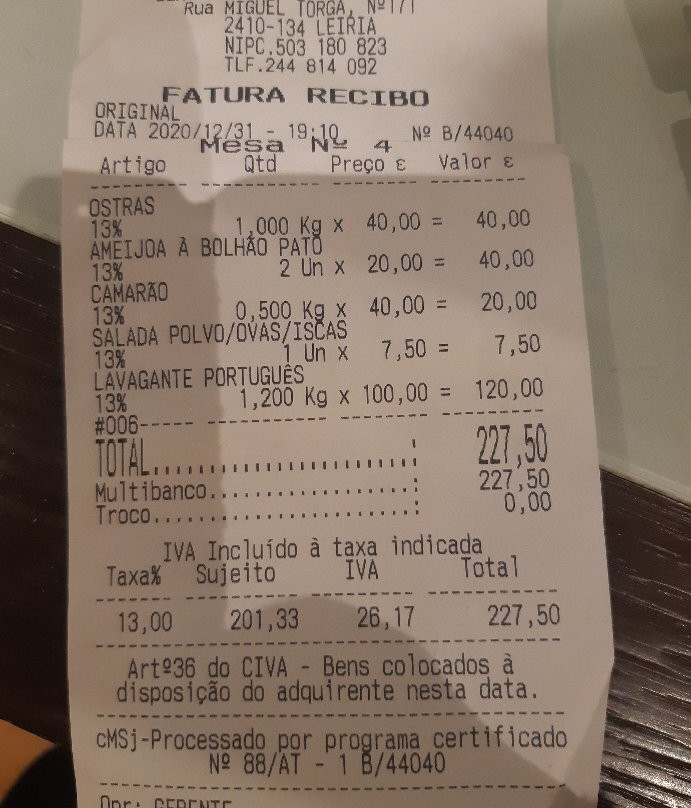 Rua MIGUEL TORGA, Nº171
2410-134 LEIRIA
NIPC.503 180 823
TLF.244 814 092
FATURA RECIBO
ORIGINAL
DATA 2020/12/31 - 19:10 Nº B/44040
Mesa Nº 4
Artigo Qtd Preço ε Valor ε
OSTRAS
13% 1,000 Kg x 40,00 = 40,00
AMEIJOA À BOLHÃO PATO
13% 2 Un x 20,00 = 40,00
CAMARÃO
13% 0,500 Kg x 40,00 = 20,00
SALADA POLVO/OVAS/ISCAS
13% 1 Un x 7,50 = 7,50
LAVAGANTE PORTUGUÊS
13% 1,200 Kg x 100,00 = 120,00
#006-----
TOTAL......................: 227,50
Multibanco.................: 227,50
Troco......................: 0,00
IVA Incluído à taxa indicada
Taxa% Sujeito IVA Total
13,00 201,33 26,17 227,50
Artº36 do CIVA - Bens colocados à
disposição do adquirente nesta data.
cMSj-Processado por programa certificado
Nº 88/AT - 1 B/44040
Opr: GERENTE